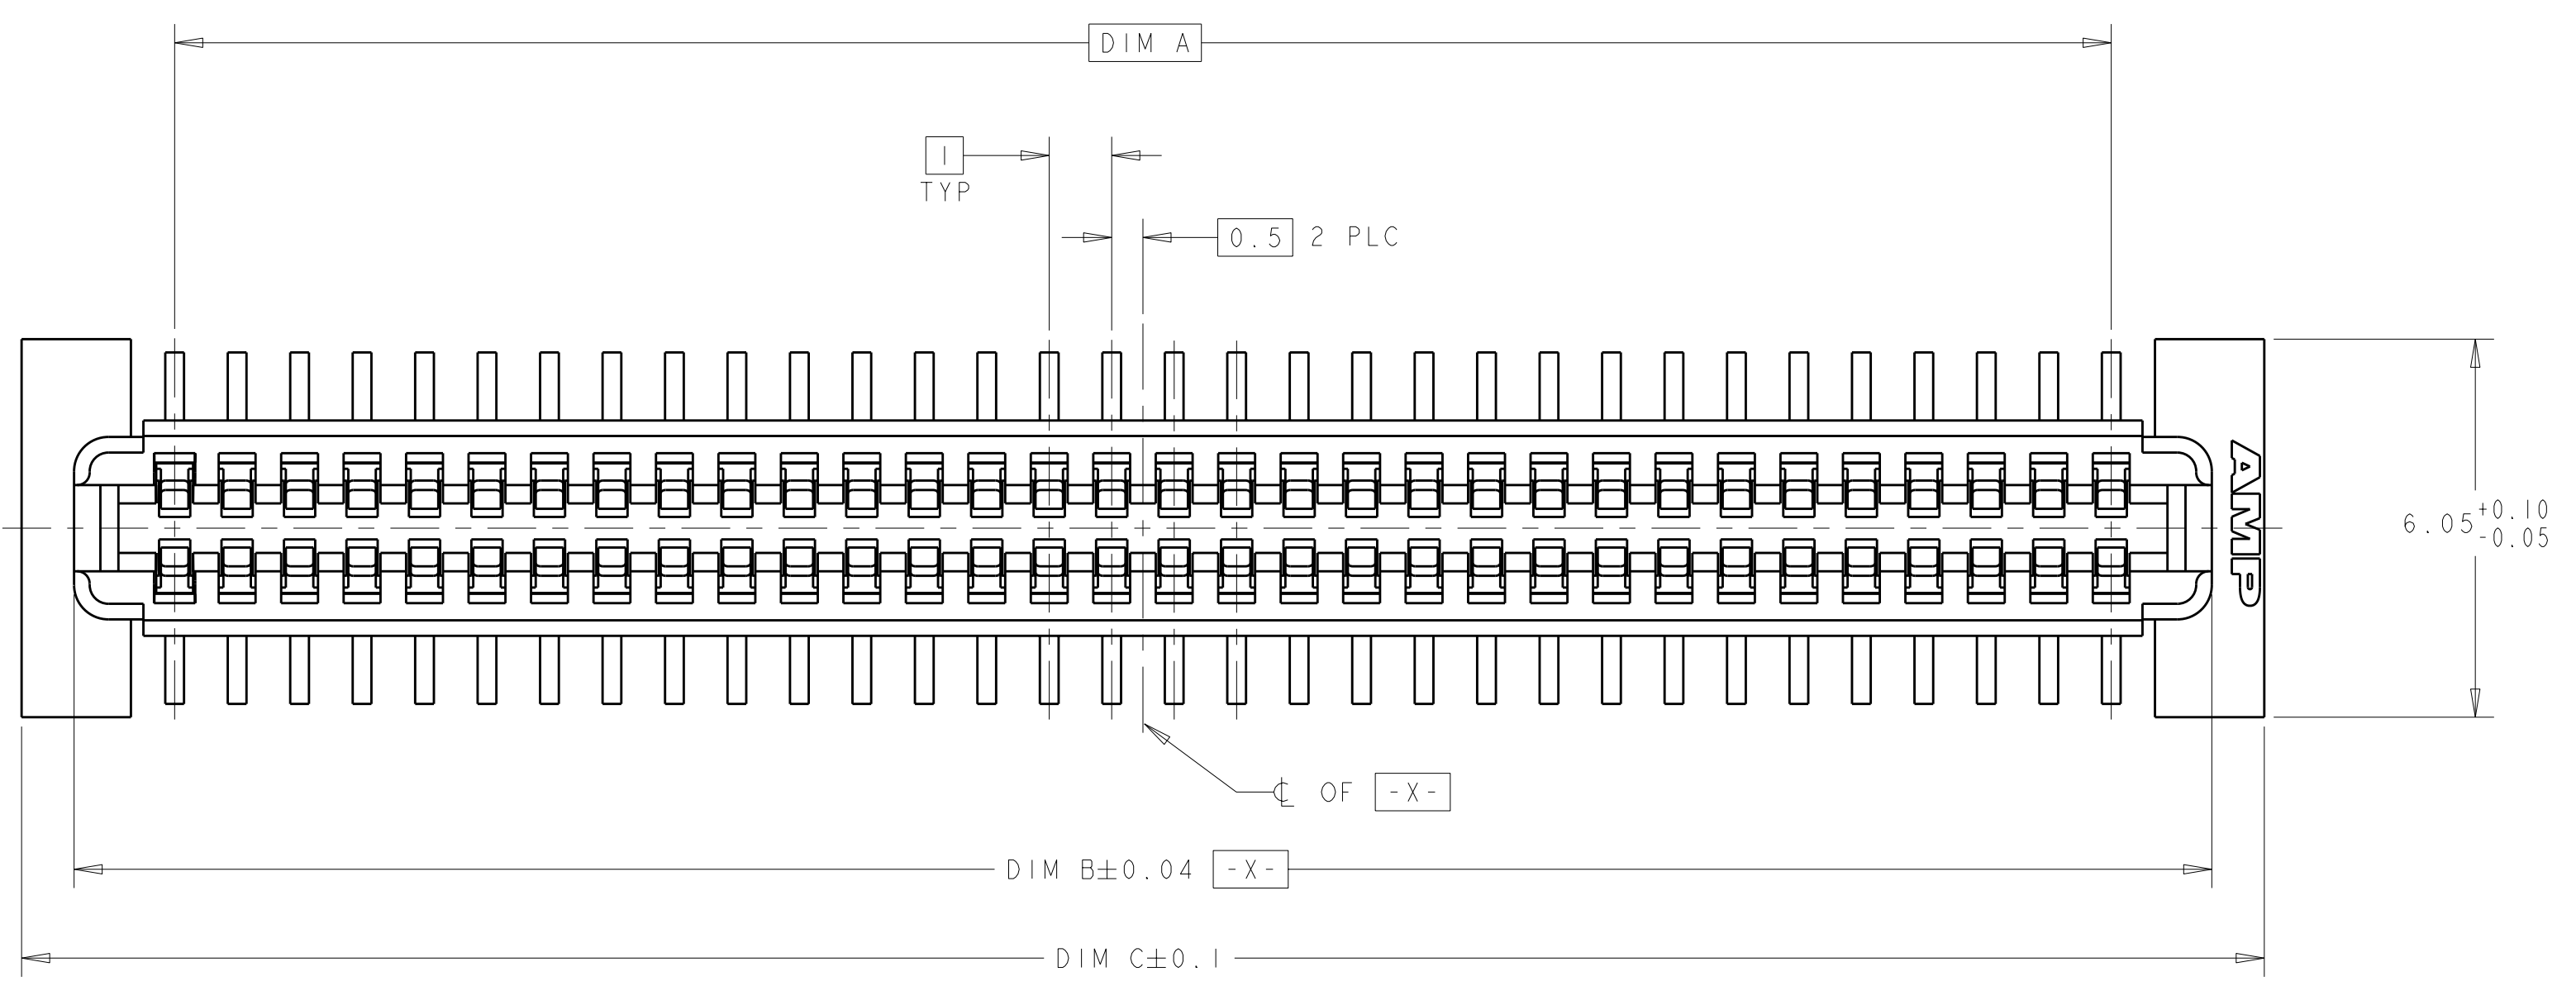 DIM A
1
TYP
0.5 2 PLC
AMP
+0.10
6.05
-0.05
℄ OF -X-
DIM B±0.04 -X-
DIM C±0.1